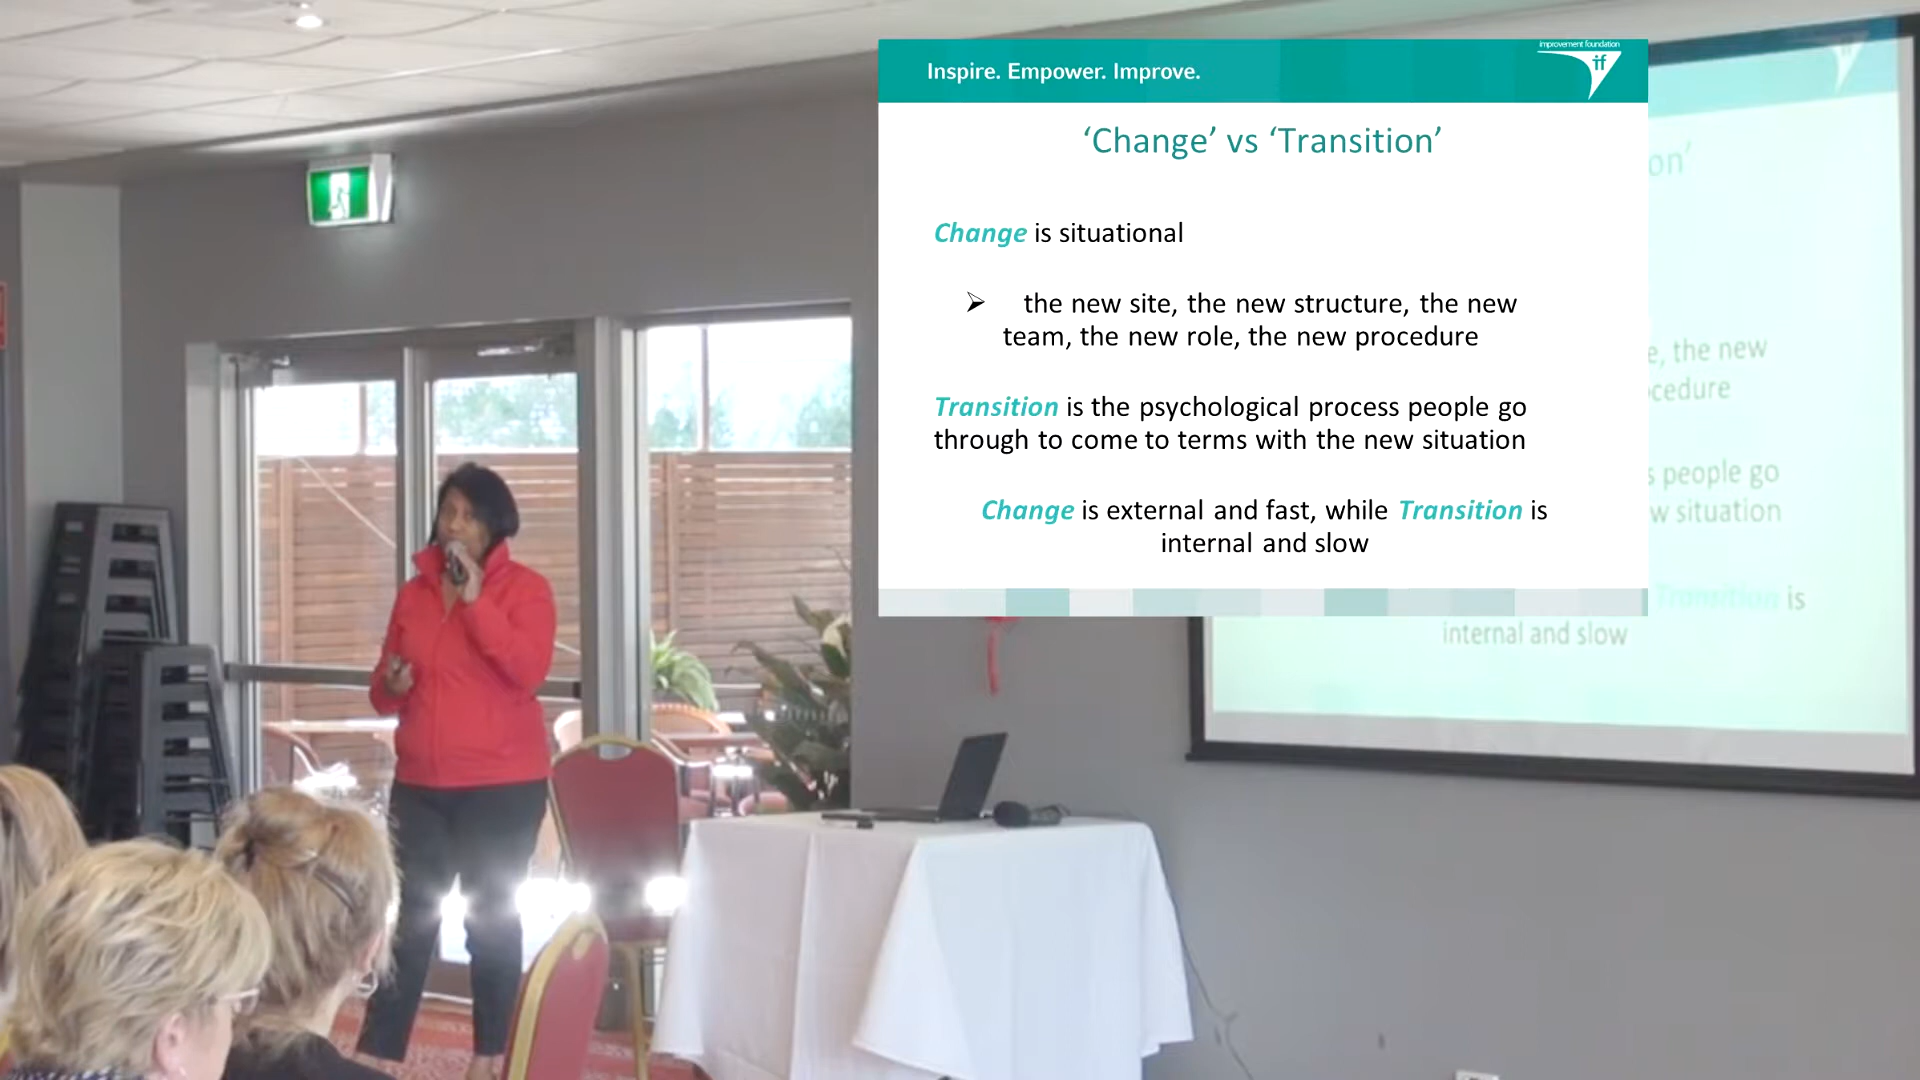 improvement foundation
if
Inspire. Empower. Improve.
‘Change’ vs ‘Transition’
Change is situational
➢ the new site, the new structure, the new
team, the new role, the new procedure
Transition is the psychological process people go
through to come to terms with the new situation
Change is external and fast, while Transition is
internal and slow
on’
e, the new
cedure
s people go
w situation
Transition is
internal and slow